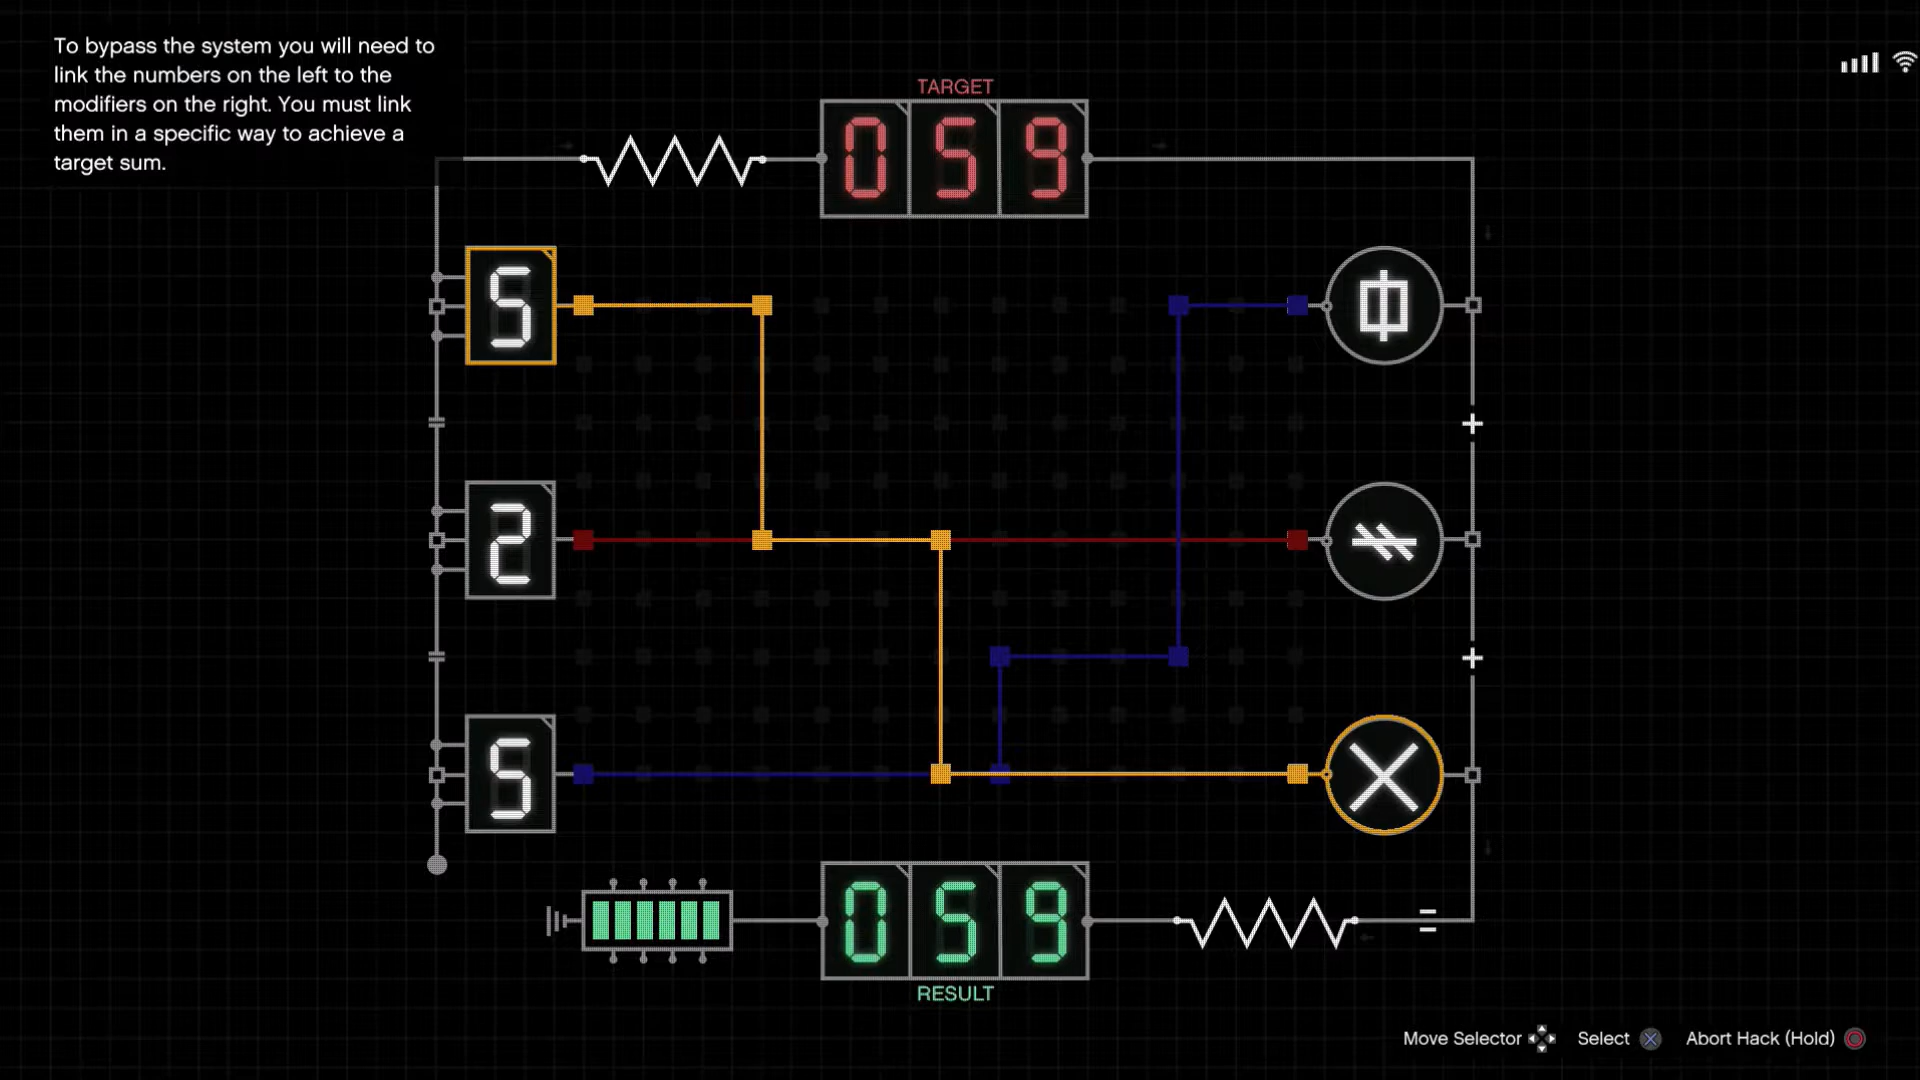 To bypass the system you will need to
link the numbers on the left to the
modifiers on the right. You must link
them in a specific way to achieve a
target sum.
TARGET
059
5
2
5
059
RESULT
Move Selector Select Abort Hack (Hold)